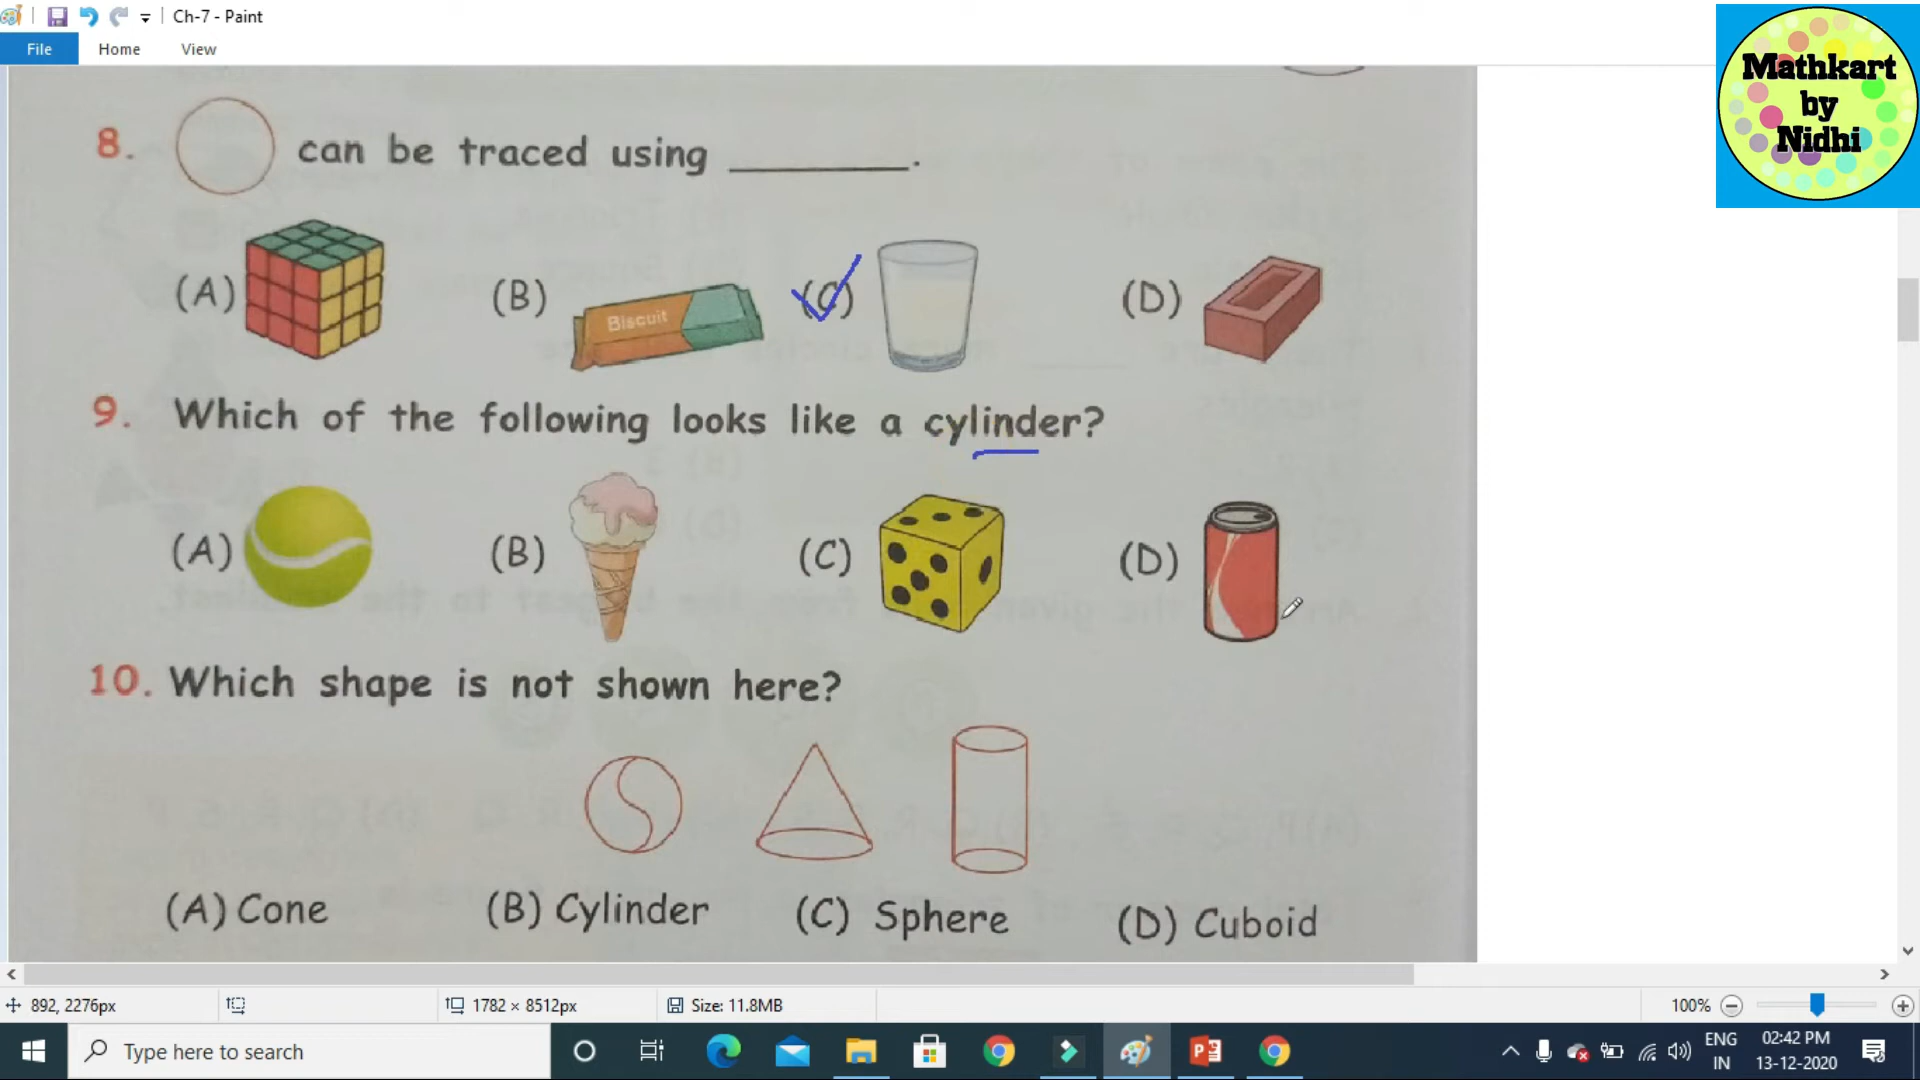 Ch-7 - Paint
File Home View
Mathkart
by
Nidhi
8. can be traced using ________.
(A) (B) Biscuit (C) (D)
9. Which of the following looks like a cylinder?
(A) (B) (C) (D)
10. Which shape is not shown here?
(A) Cone (B) Cylinder (C) Sphere (D) Cuboid
892, 2276px 1782 × 8512px Size: 11.8MB 100%
Type here to search
ENG
IN
02:42 PM
13-12-2020